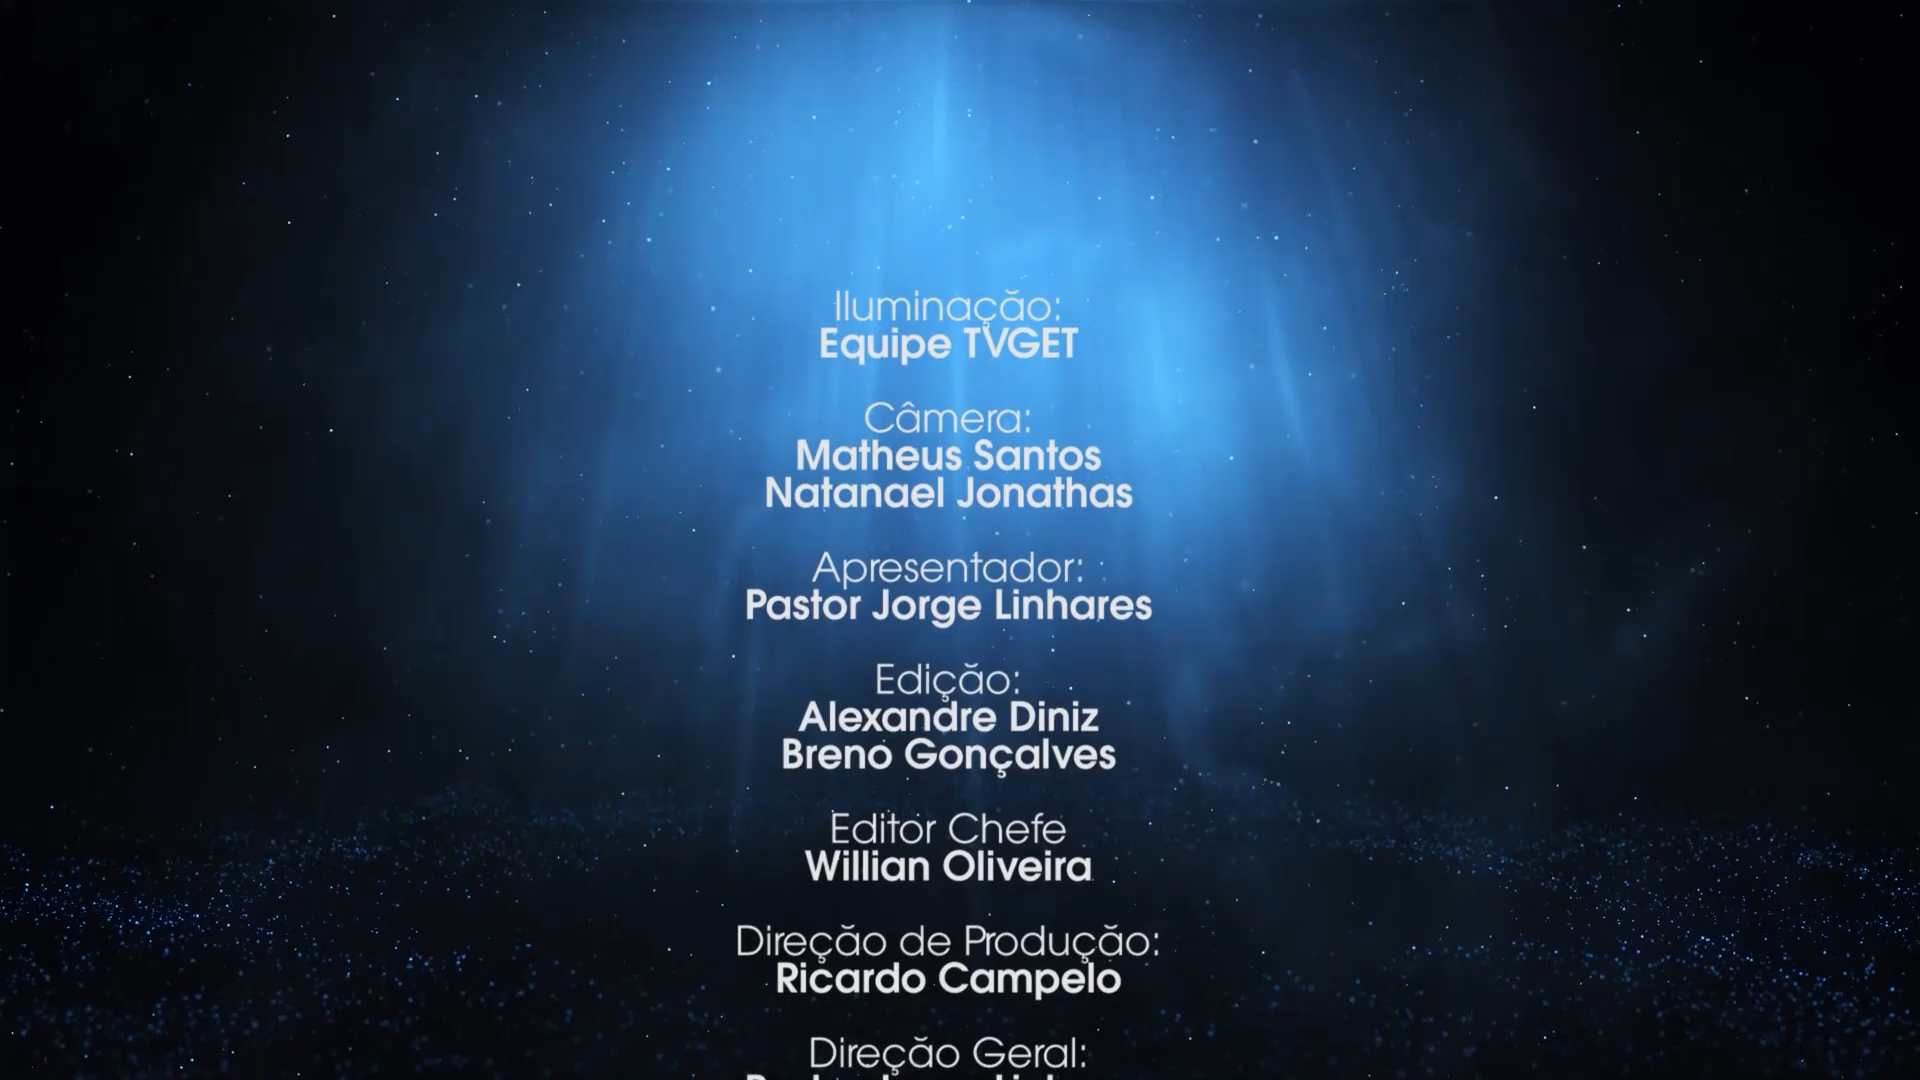 Iluminação:
Equipe TVGET
Câmera:
Matheus Santos
Natanael Jonathas
Apresentador:
Pastor Jorge Linhares
Edição:
Alexandre Diniz
Breno Gonçalves
Editor Chefe
Willian Oliveira
Direção de Produção:
Ricardo Campelo
Direção Geral: